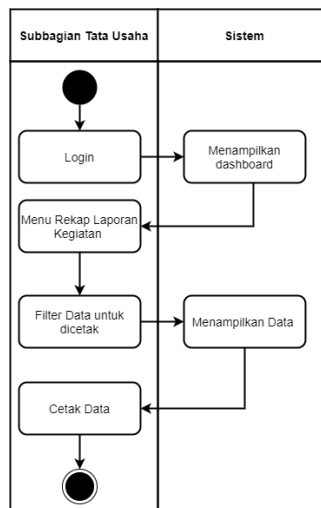 Subbagian Tata Usaha
Sistem
Login
Menampilkan
dashboard
Menu Rekap Laporan
Kegiatan
Filter Data untuk
dicetak
Menampilkan Data
Cetak Data